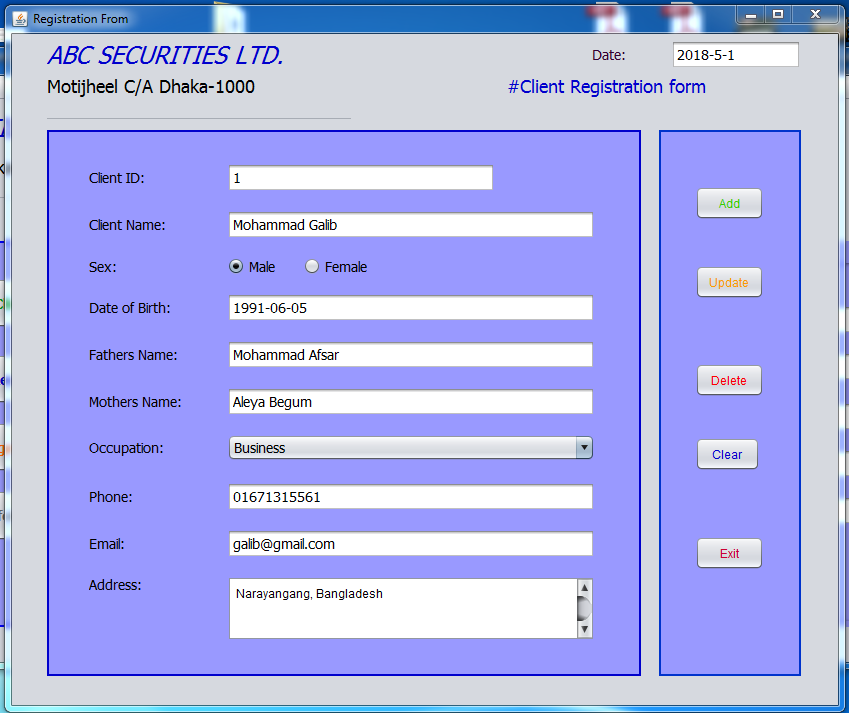 Registration From
ABC SECURITIES LTD.
Date: 2018-5-1
Motijheel C/A Dhaka-1000
#Client Registration form
Client ID: 1
Client Name: Mohammad Galib
Sex: Male Female
Date of Birth: 1991-06-05
Fathers Name: Mohammad Afsar
Mothers Name: Aleya Begum
Occupation: Business
Phone: 01671315561
Email: galib@gmail.com
Address: Narayangang, Bangladesh
Add
Update
Delete
Clear
Exit